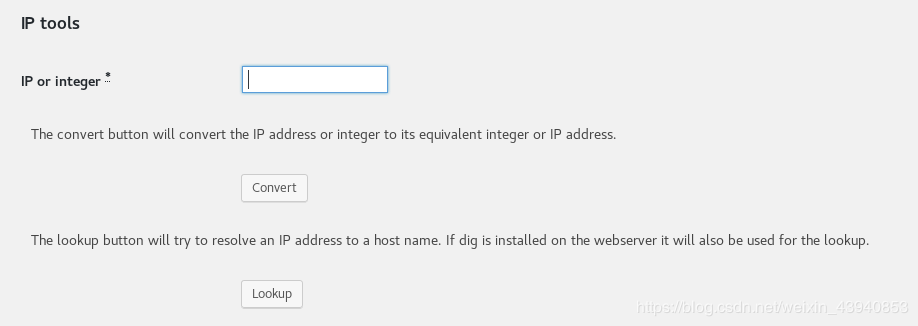 IP tools
IP or integer *
The convert button will convert the IP address or integer to its equivalent integer or IP address.
Convert
The lookup button will try to resolve an IP address to a host name. If dig is installed on the webserver it will also be used for the lookup.
Lookup
https://blog.csdn.net/weixin_43940853